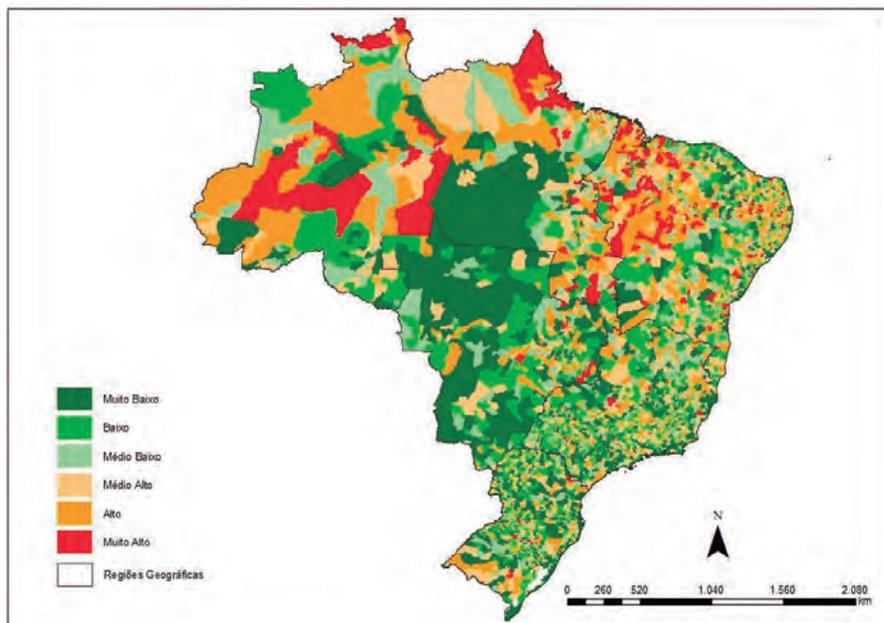 Muito Baixo
Baixo
Médio Baixo
Médio Alto
Alto
Muito Alto
Regiões Geográficas
N
0 260 520 1.040 1.560 2.080
km